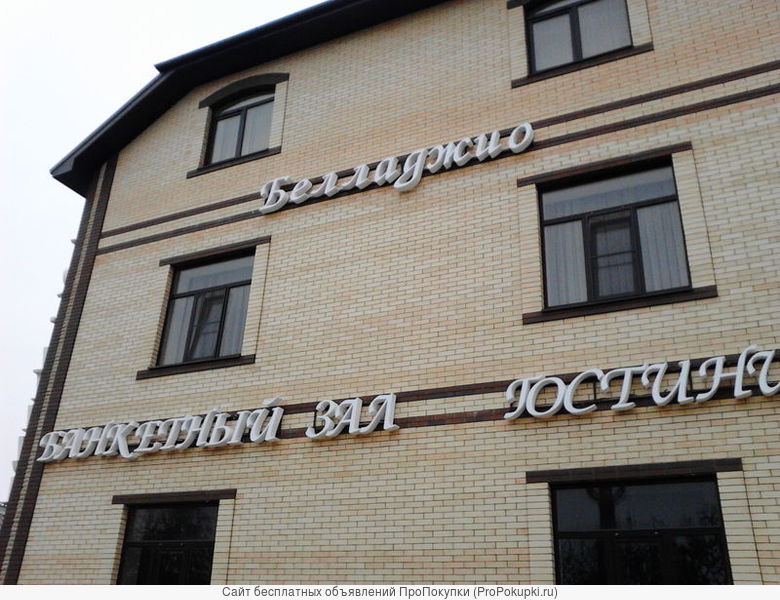 Белладжио
БАНКЕТНЫЙ ЗАЛ ГОСТИНИ
Сайт бесплатных объявлений ПроПокупки (ProPokupki.ru)